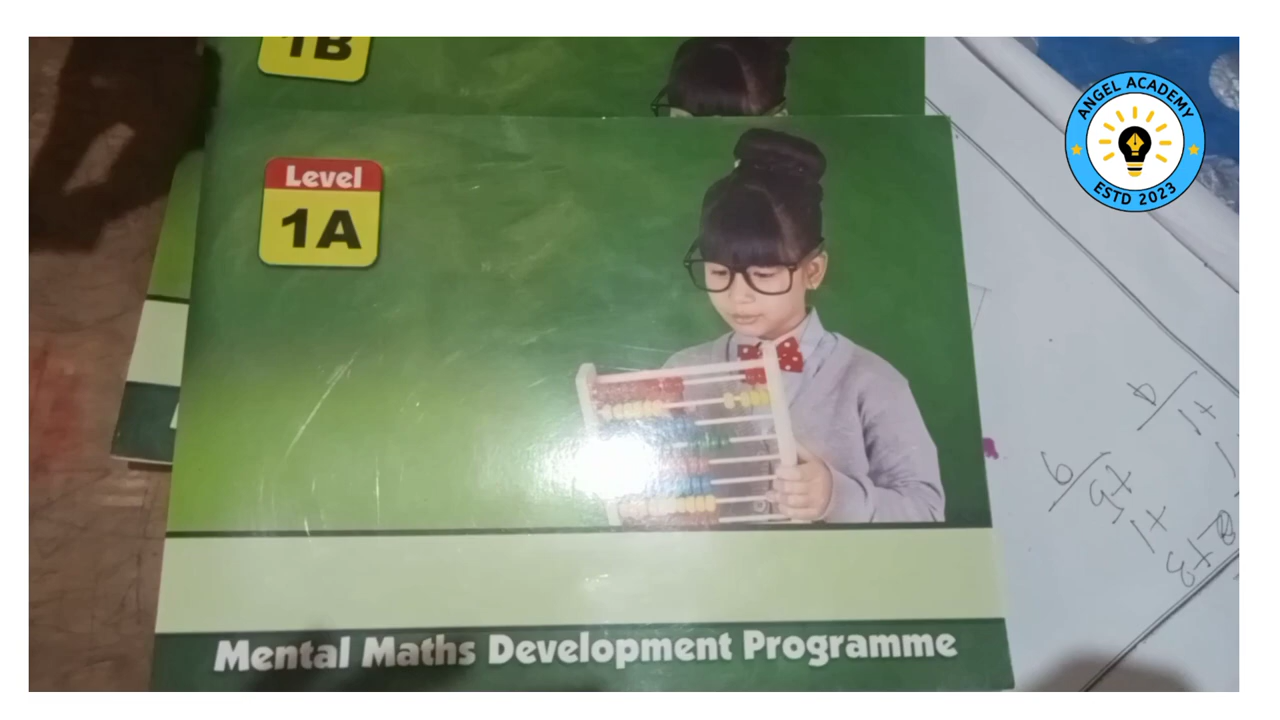 1B
Level
1A
Mental Maths Development Programme
ANGEL ACADEMY
ESTD 2023